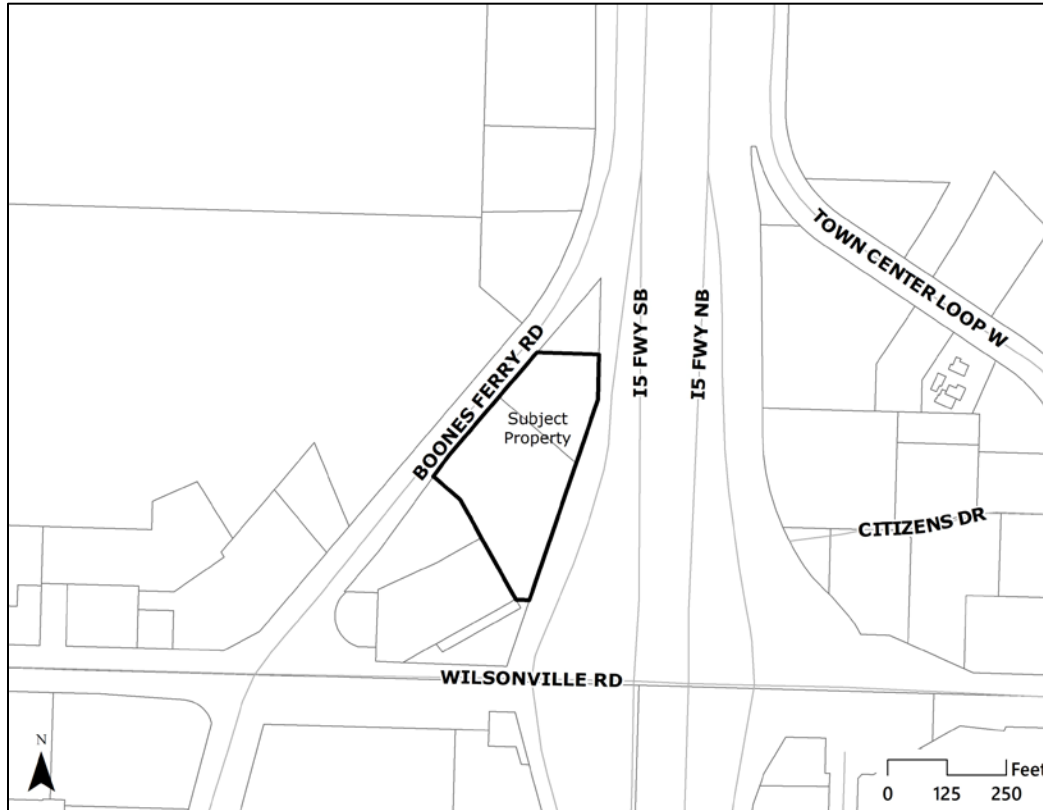 TOWN CENTER LOOP W
I5 FWY SB
I5 FWY NB
BOONES FERRY RD
Subject
Property
CITIZENS DR
WILSONVILLE RD
N
Feet
0 125 250